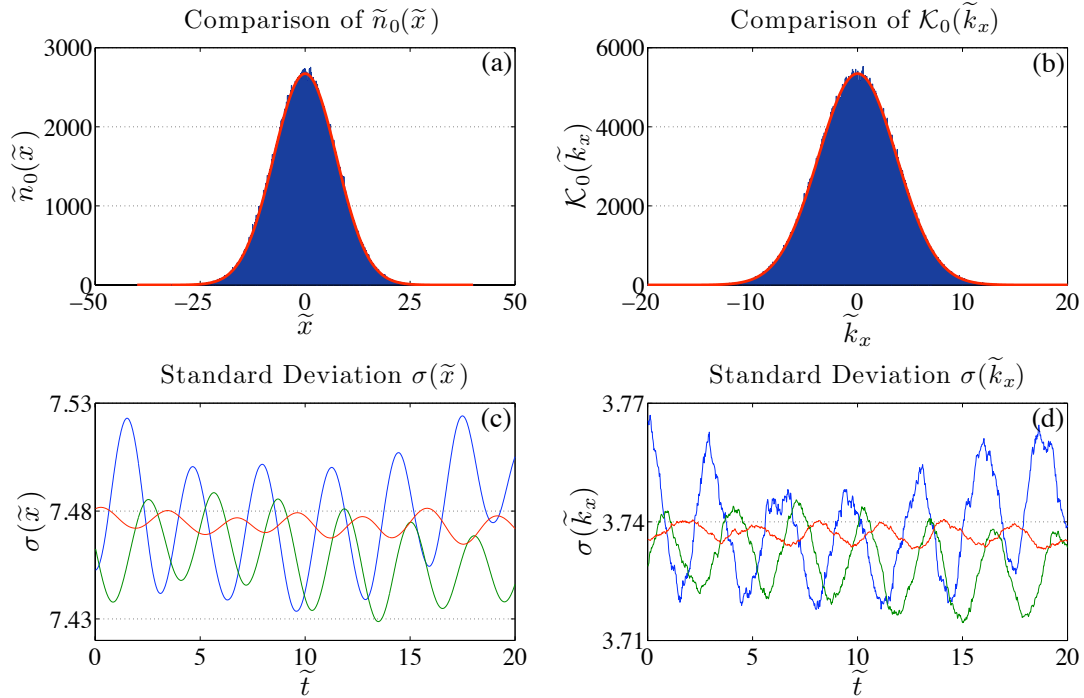 Comparison of ñ₀(x̃)
(a)
ñ₀(x̃)
3000
2000
1000
0
−50 −25 0 25 50
x̃
Comparison of 𝒦₀(k̃ₓ)
(b)
𝒦₀(k̃ₓ)
6000
4000
2000
0
−20 −10 0 10 20
k̃ₓ
Standard Deviation σ(x̃)
(c)
σ(x̃)
7.53
7.48
7.43
0 5 10 15 20
t̃
Standard Deviation σ(k̃ₓ)
(d)
σ(k̃ₓ)
3.77
3.74
3.71
0 5 10 15 20
t̃